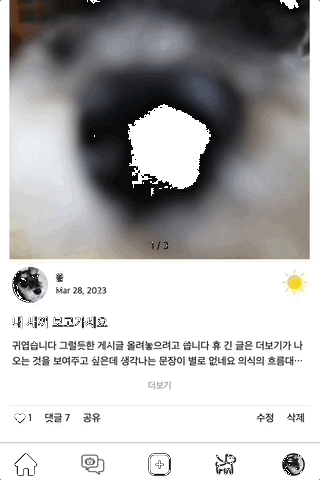 1 / 3
뽛
Mar 28, 2023
내 새끼 보고가세요
귀엽습니다 그럴듯한 게시글 올려놓으려고 씁니다 휴 긴 글은 더보기가 나
오는 것을 보여주고 싶은데 생각나는 문장이 별로 없네요 의식의 흐름대…
더보기
1 댓글 7 공유 수정 삭제